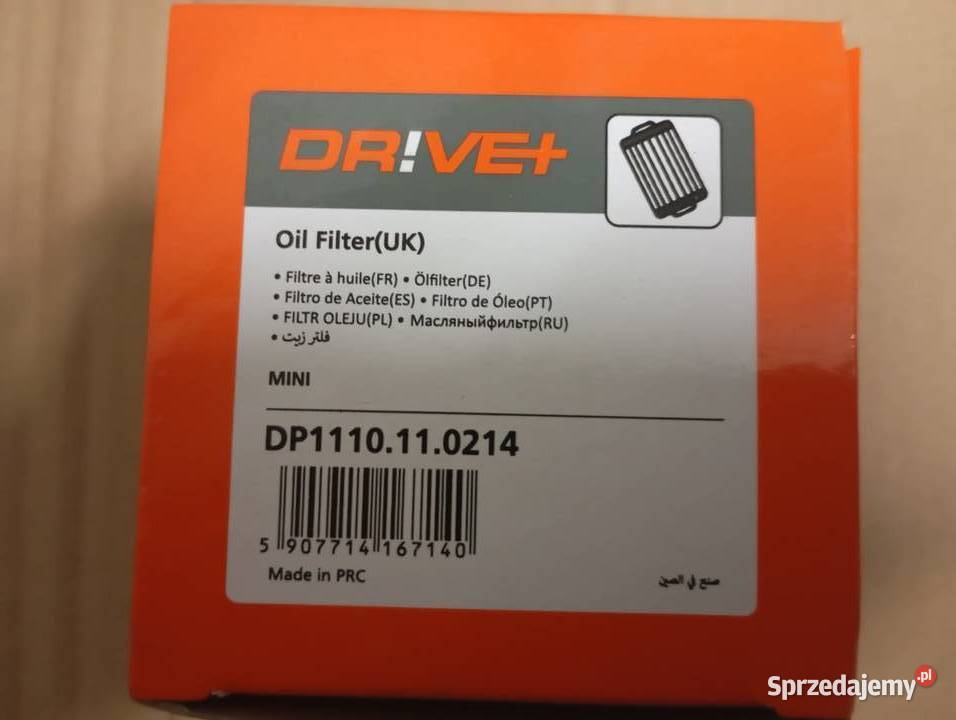 DR!VE+
Oil Filter(UK)
• Filtre à huile(FR) • Ölfilter(DE)
• Filtro de Aceite(ES) • Filtro de Óleo(PT)
• FILTR OLEJU(PL) • Масляныйфильтр(RU)
• فلتر زيت
MINI
DP1110.11.0214
5 907714 167140
Made in PRC
صنع في الصين
Sprzedajemy.pl